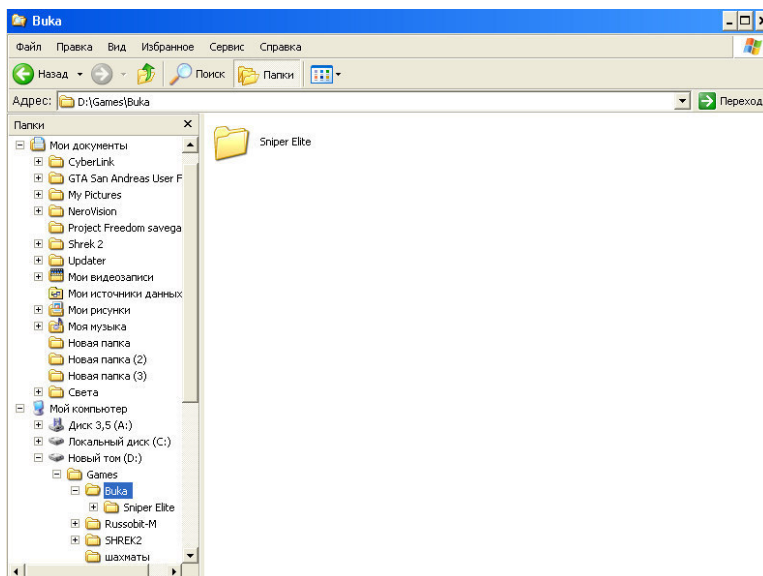 Buka
Файл Правка Вид Избранное Сервис Справка
Назад Поиск Папки
Адрес: D:\Games\Buka Переход
Папки
Мои документы
CyberLink
GTA San Andreas User F
My Pictures
NeroVision
Project Freedom savega
Shrek 2
Updater
Мои видеозаписи
Мои источники данных
Мои рисунки
Моя музыка
Новая папка
Новая папка (2)
Новая папка (3)
Света
Мой компьютер
Диск 3,5 (A:)
Локальный диск (C:)
Новый том (D:)
Games
Buka
Sniper Elite
Russobit-M
SHREK2
шахматы
Sniper Elite